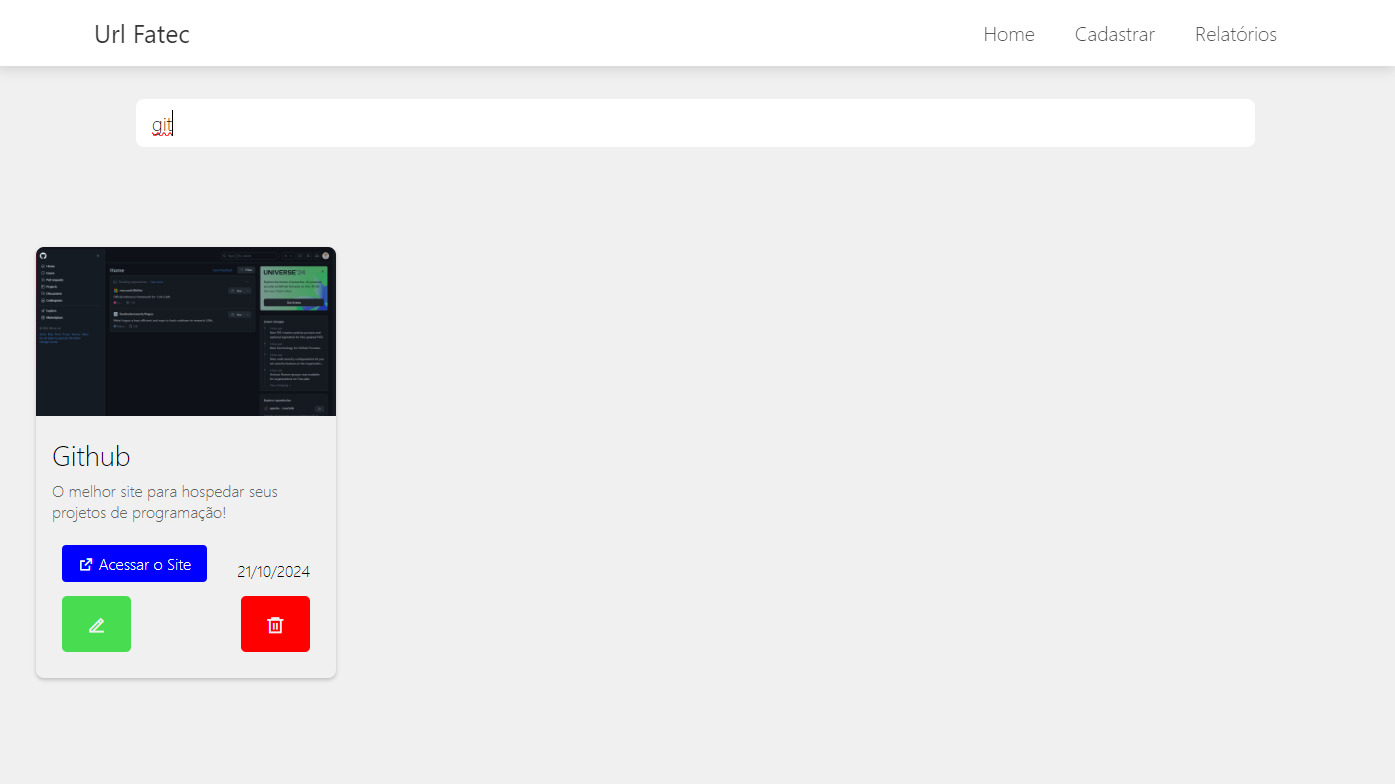 Url Fatec
Home Cadastrar Relatórios
git
Home
UNIVERSE'24
Github
O melhor site para hospedar seus
projetos de programação!
Acessar o Site
21/10/2024